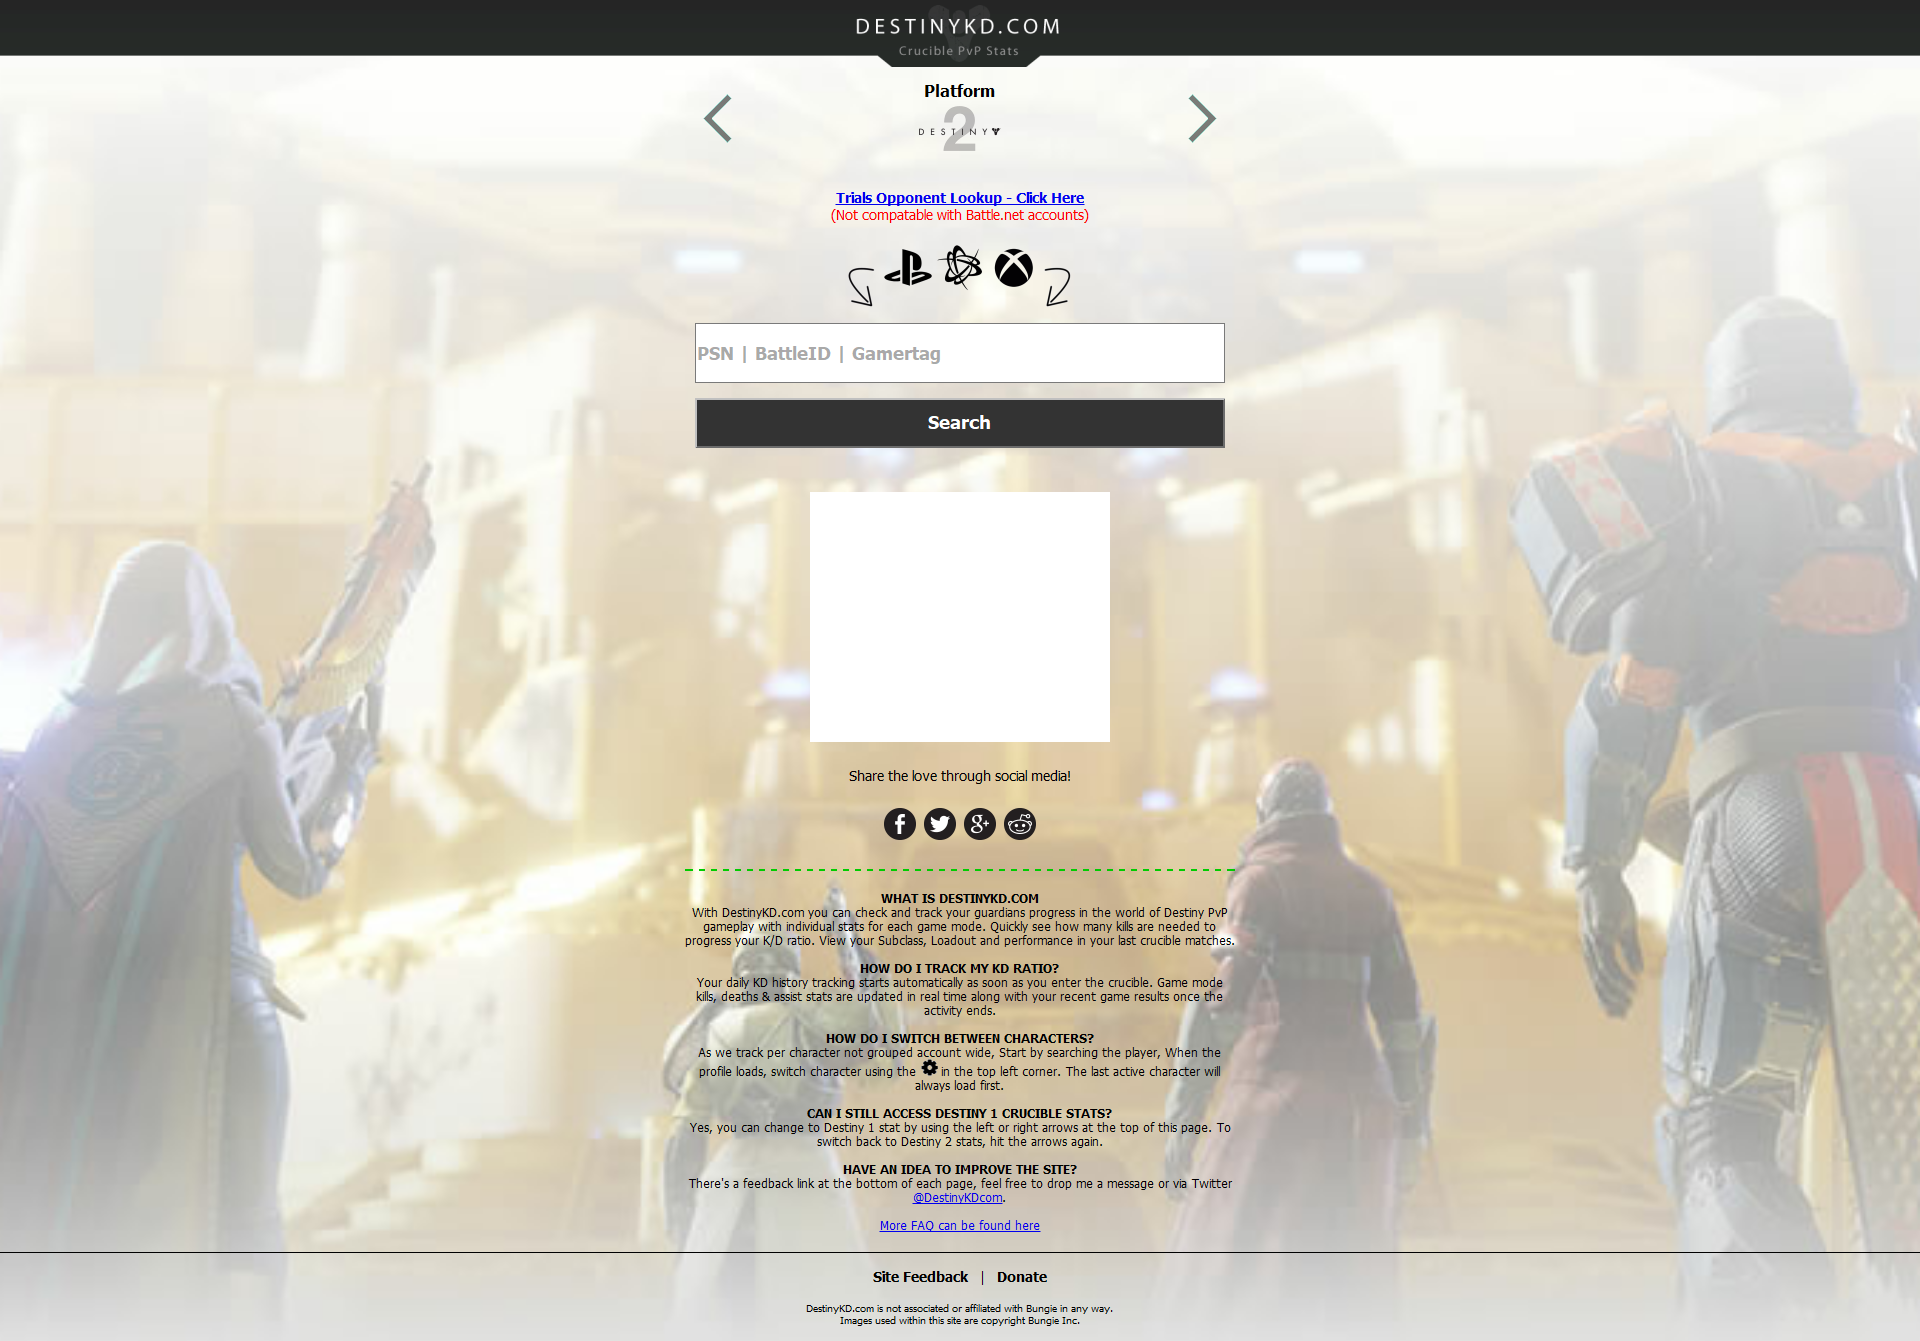 DESTINYKD.COM
Crucible PvP Stats
Platform
2
DESTINY
Trials Opponent Lookup - Click Here
(Not compatable with Battle.net accounts)
PSN | BattleID | Gamertag
Search
Share the love through social media!
WHAT IS DESTINYKD.COM
With DestinyKD.com you can check and track your guardians progress in the world of Destiny PvP
gameplay with individual stats for each game mode. Quickly see how many kills are needed to
progress your K/D ratio. View your Subclass, Loadout and performance in your last crucible matches.
HOW DO I TRACK MY KD RATIO?
Your daily KD history tracking starts automatically as soon as you enter the crucible. Game mode
kills, deaths & assist stats are updated in real time along with your recent game results once the
activity ends.
HOW DO I SWITCH BETWEEN CHARACTERS?
As we track per character not grouped account wide, Start by searching the player, When the
profile loads, switch character using the in the top left corner. The last active character will
always load first.
CAN I STILL ACCESS DESTINY 1 CRUCIBLE STATS?
Yes, you can change to Destiny 1 stat by using the left or right arrows at the top of this page. To
switch back to Destiny 2 stats, hit the arrows again.
HAVE AN IDEA TO IMPROVE THE SITE?
There's a feedback link at the bottom of each page, feel free to drop me a message or via Twitter
@DestinyKDcom.
More FAQ can be found here
Site Feedback | Donate
DestinyKD.com is not associated or affiliated with Bungie in any way.
Images used within this site are copyright Bungie Inc.